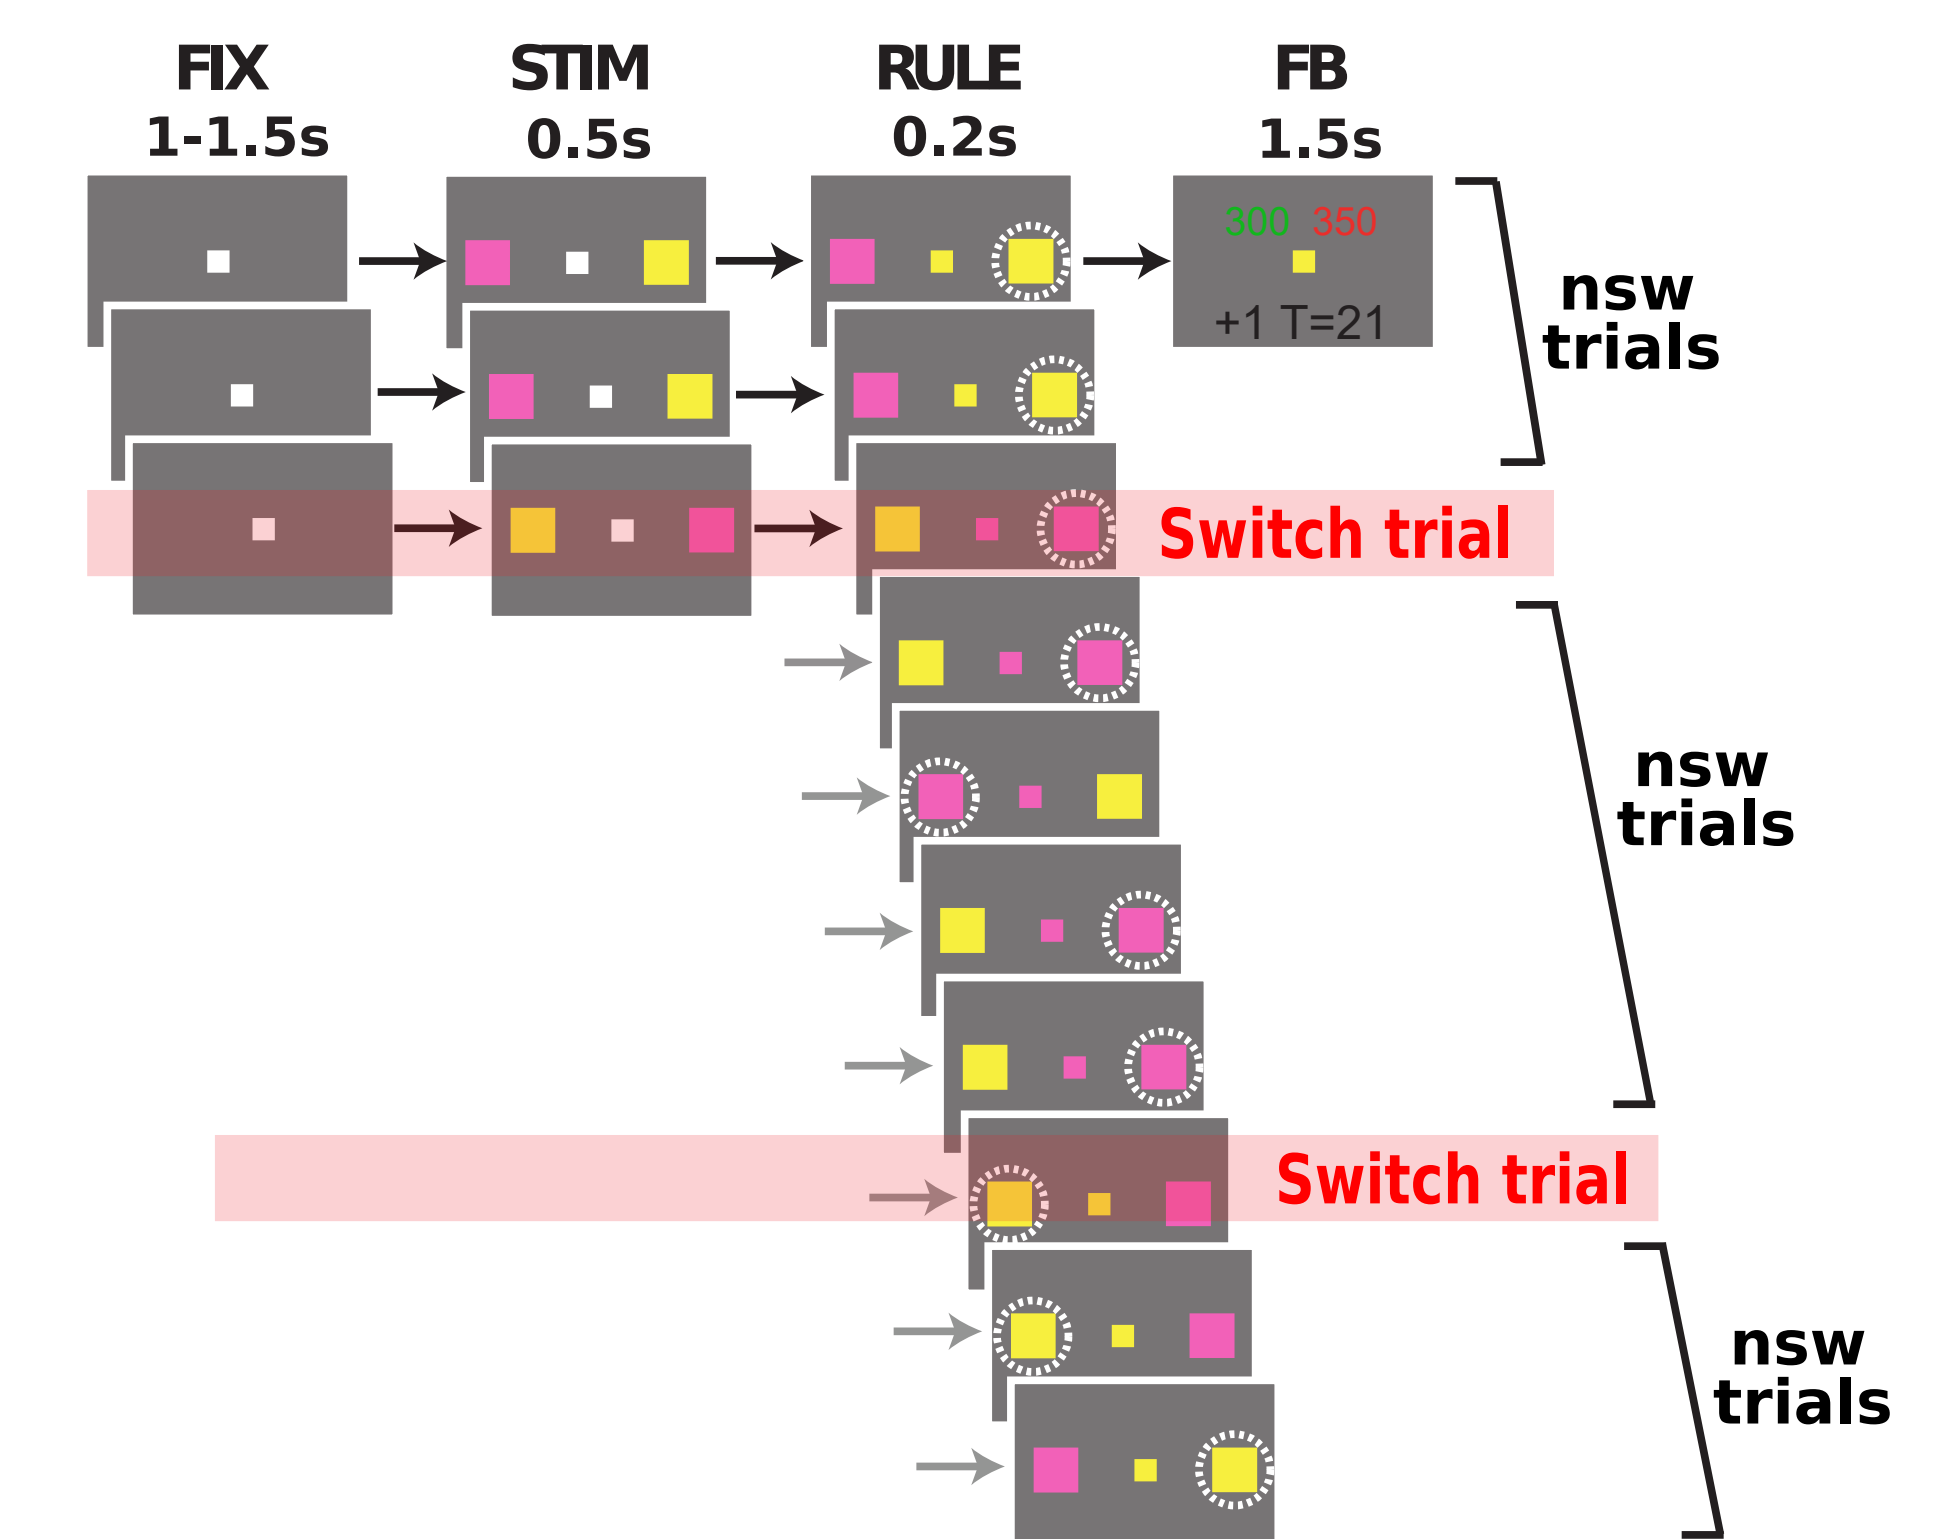 FIX STIM RULE FB
1-1.5s 0.5s 0.2s 1.5s
300 350
+1 T=21
nsw
trials
Switch trial
nsw
trials
Switch trial
nsw
trials